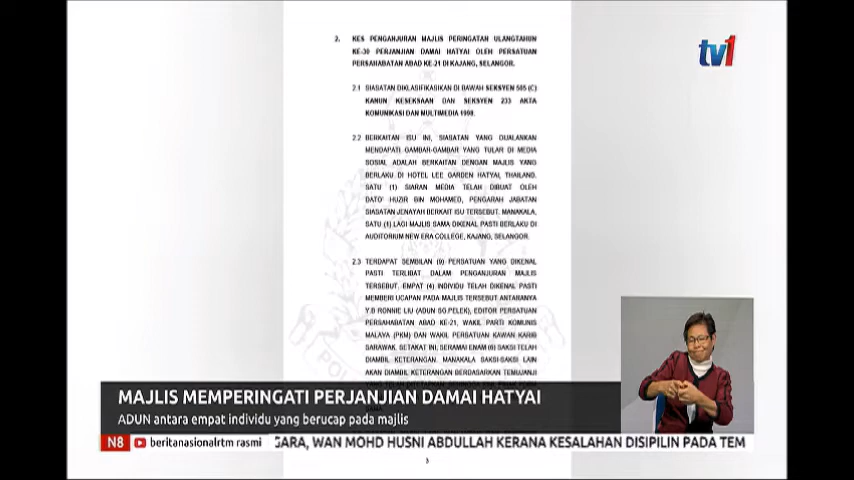 tv1
2. KES PENGANJURAN MAJLIS PERINGATAN ULANGTAHUN
KE-30 PERJANJIAN DAMAI HATYAI OLEH PERSATUAN
PERSAHABATAN ABAD KE-21 DI KAJANG, SELANGOR.
2.1 SIASATAN DIKLASIFIKASIKAN DI BAWAH SEKSYEN 505 (C)
KANUN KESEKSAAN DAN SEKSYEN 233 AKTA
KOMUNIKASI DAN MULTIMEDIA 1998.
2.2 BERKAITAN ISU INI, SIASATAN YANG DIJALANKAN
MENDAPATI GAMBAR-GAMBAR YANG TULAR DI MEDIA
SOSIAL ADALAH BERKAITAN DENGAN MAJLIS YANG
BERLAKU DI HOTEL LEE GARDEN HATYAI, THAILAND.
SATU (1) SIARAN MEDIA TELAH DIBUAT OLEH
DATO' HUZIR BIN MOHAMED, PENGARAH JABATAN
SIASATAN JENAYAH BERKAIT ISU TERSEBUT. MANAKALA,
SATU (1) LAGI MAJLIS SAMA DIKENAL PASTI BERLAKU DI
AUDITORIUM NEW ERA COLLEGE, KAJANG, SELANGOR.
2.3 TERDAPAT SEMBILAN (9) PERSATUAN YANG DIKENAL
PASTI TERLIBAT DALAM PENGANJURAN MAJLIS
TERSEBUT. EMPAT (4) INDIVIDU TELAH DIKENAL PASTI
MEMBERI UCAPAN PADA MAJLIS TERSEBUT ANTARANYA
Y.B RONNIE LIU (ADUN SG.PELEK), EDITOR PERSATUAN
PERSAHABATAN ABAD KE-21, WAKIL PARTI KOMUNIS
MALAYA (PKM) DAN WAKIL PERSATUAN KAWAN KARIB
SARAWAK. SETAKAT INI, SERAMAI ENAM (6) SAKSI TELAH
DIAMBIL KETERANGAN. MANAKALA SAKSI-SAKSI LAIN
AKAN DIAMBIL KETERANGAN BERDASARKAN TEMUJANJI
MAJLIS MEMPERINGATI PERJANJIAN DAMAI HATYAI
ADUN antara empat individu yang berucap pada majlis
N8 beritanasionalrtm rasmi GARA, WAN MOHD HUSNI ABDULLAH KERANA KESALAHAN DISIPILIN PADA TEM
3